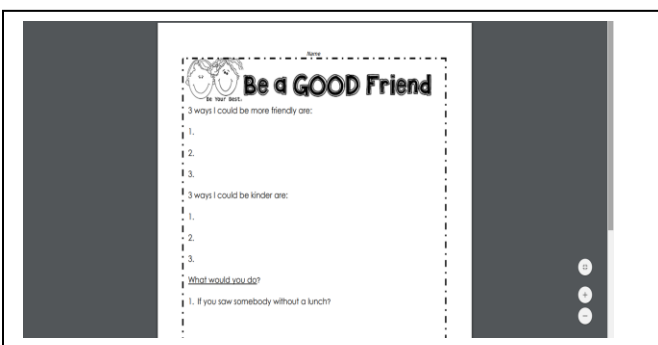 Name
Be a GOOD Friend
Be Your Best.
3 ways I could be more friendly are:
1.
2.
3.
3 ways I could be kinder are:
1.
2.
3.
What would you do?
1. If you saw somebody without a lunch?